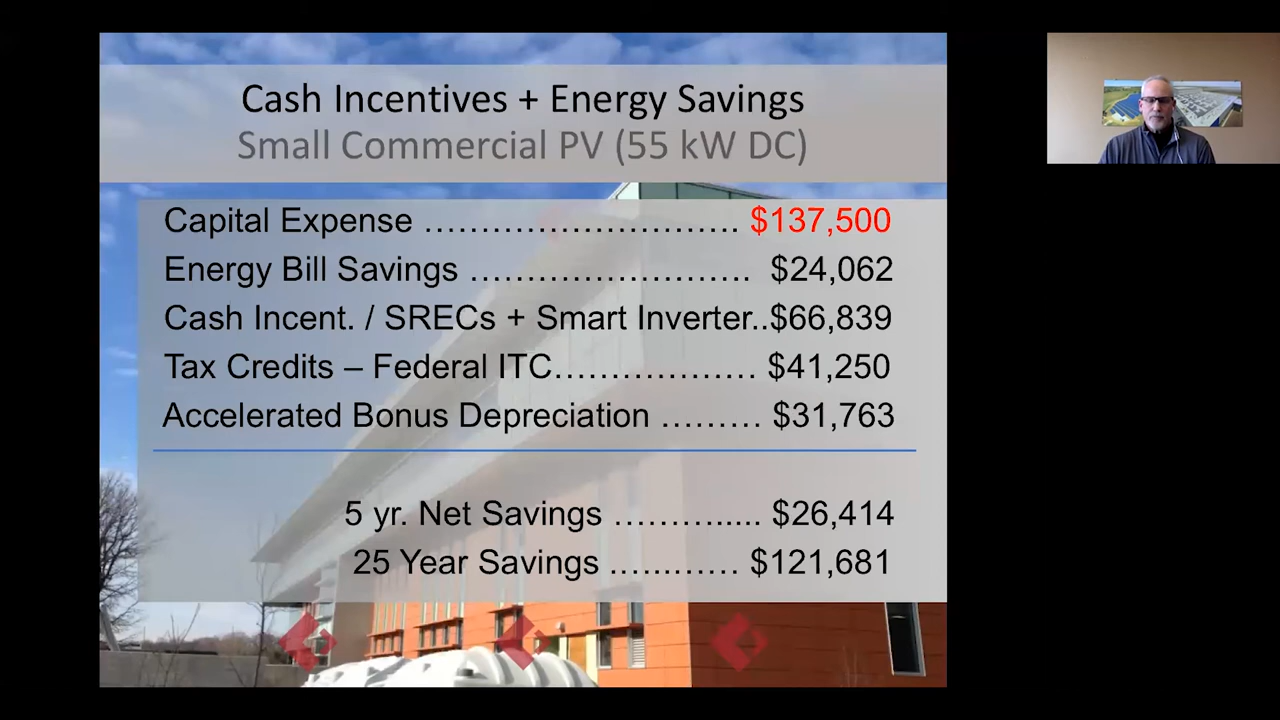 Cash Incentives + Energy Savings
Small Commercial PV (55 kW DC)
Capital Expense …………………………. $137,500
Energy Bill Savings ………………………. $24,062
Cash Incent. / SRECs + Smart Inverter..$66,839
Tax Credits – Federal ITC……………… $41,250
Accelerated Bonus Depreciation ……… $31,763
5 yr. Net Savings ………..... $26,414
25 Year Savings ………… $121,681